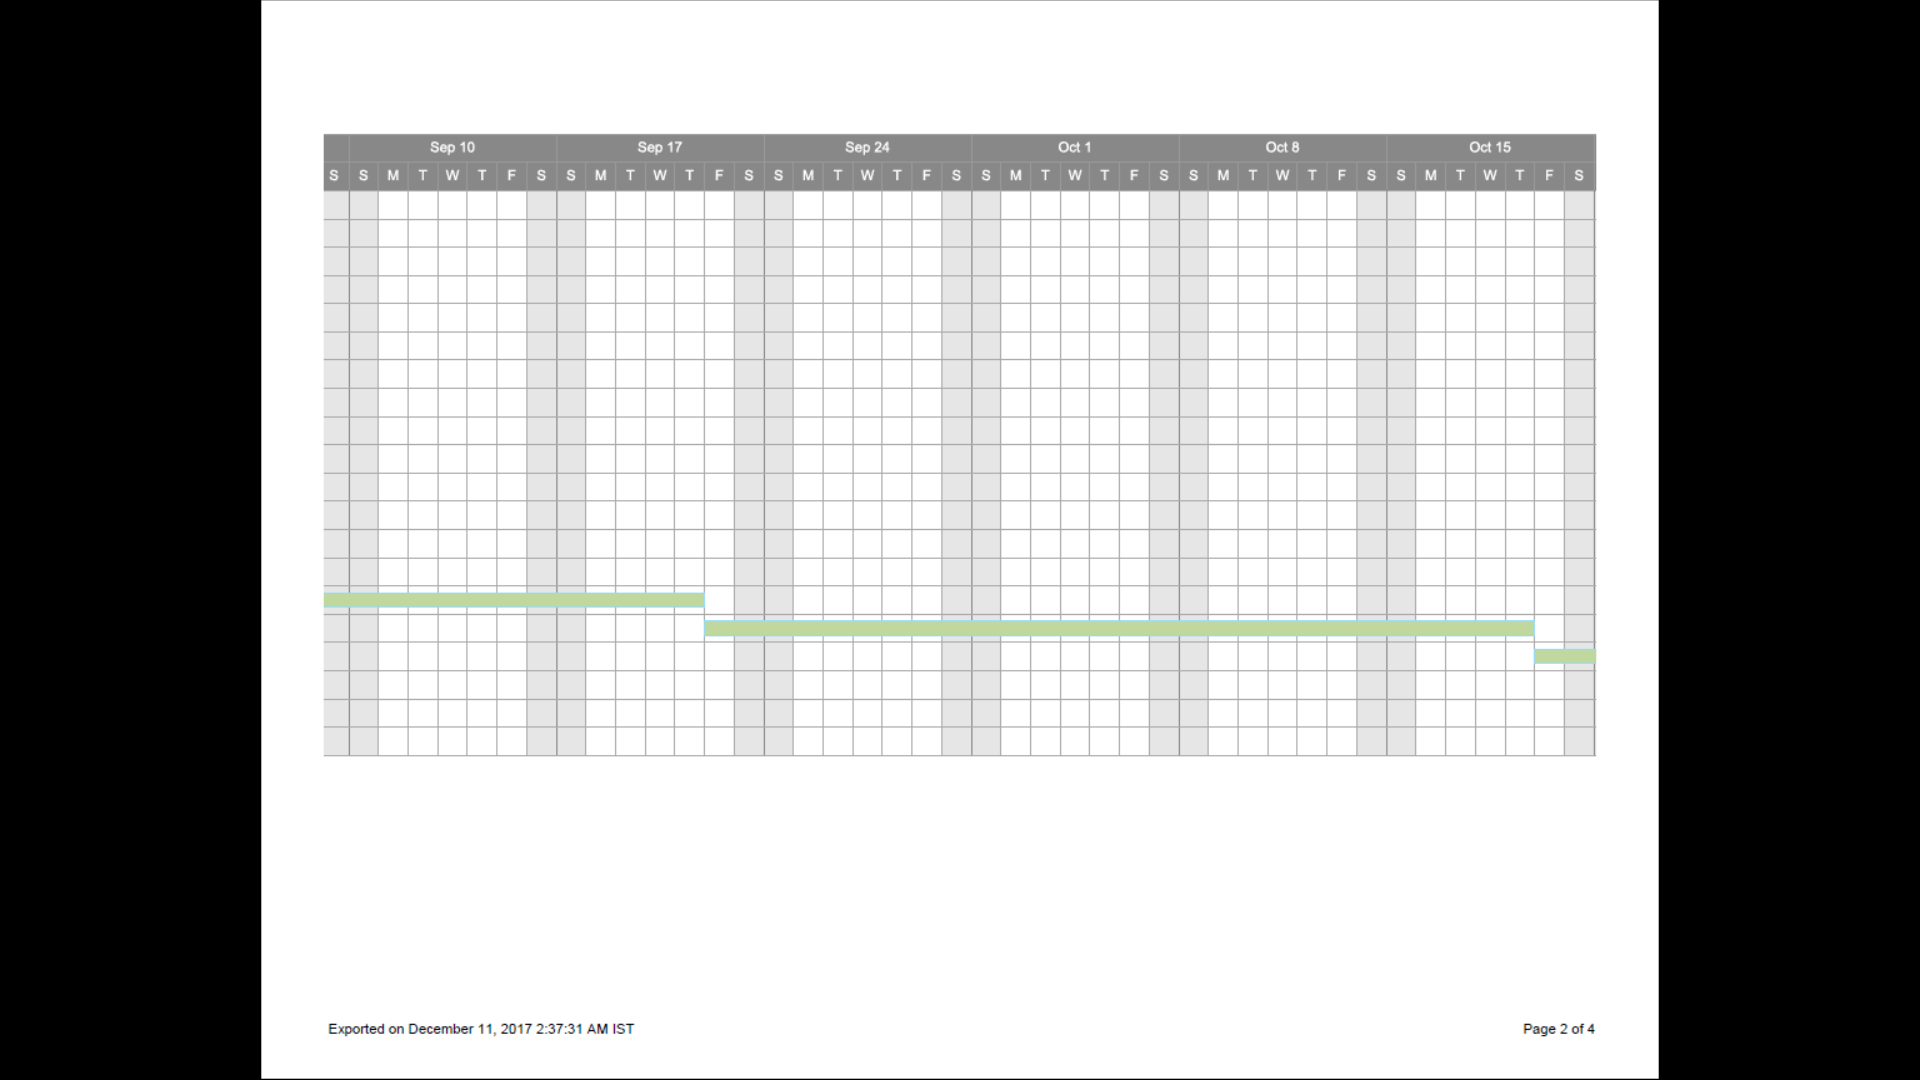 Sep 10 Sep 17 Sep 24 Oct 1 Oct 8 Oct 15
S S M T W T F S S M T W T F S S M T W T F S S M T W T F S S M T W T F S S M T W T F S
Exported on December 11, 2017 2:37:31 AM IST
Page 2 of 4